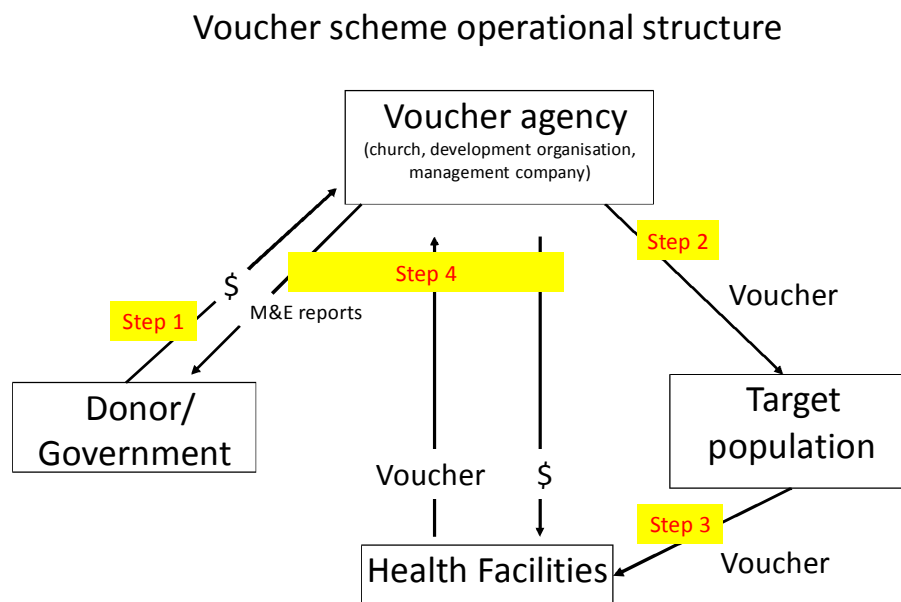 Voucher scheme operational structure
Voucher agency
(church, development organisation,
management company)
Step 2
Step 4
$
Voucher
M&E reports
Step 1
Donor/
Government
Target
population
Voucher
$
Step 3
Voucher
Health Facilities